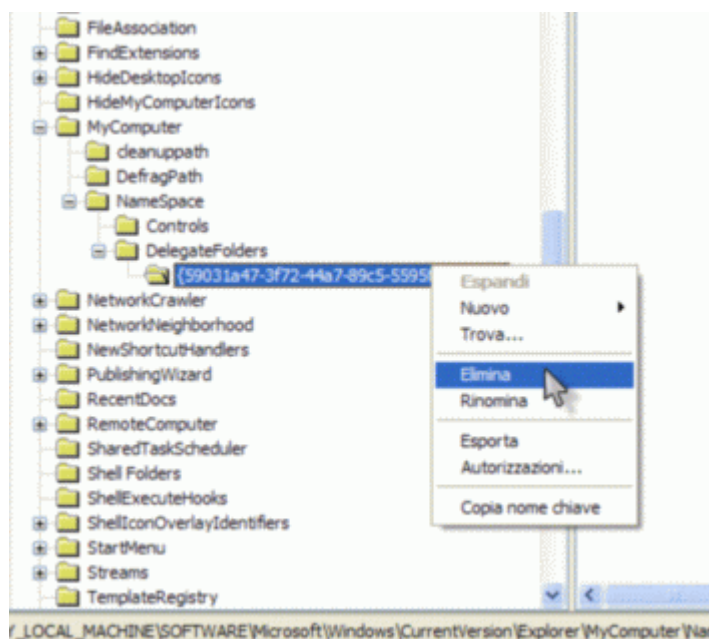 FileAssociation
FindExtensions
HideDesktopIcons
HideMyComputerIcons
MyComputer
cleanuppath
DefragPath
NameSpace
Controls
DelegateFolders
{59031a47-3f72-44a7-89c5-5595
NetworkCrawler
NetworkNeighborhood
NewShortcutHandlers
PublishingWizard
RecentDocs
RemoteComputer
SharedTaskScheduler
Shell Folders
ShellExecuteHooks
ShellIconOverlayIdentifiers
StartMenu
Streams
TemplateRegistry
Espandi
Nuovo
Trova...
Elimina
Rinomina
Esporta
Autorizzazioni...
Copia nome chiave
_LOCAL_MACHINE\SOFTWARE\Microsoft\Windows\CurrentVersion\Explorer\MyComputer\Na